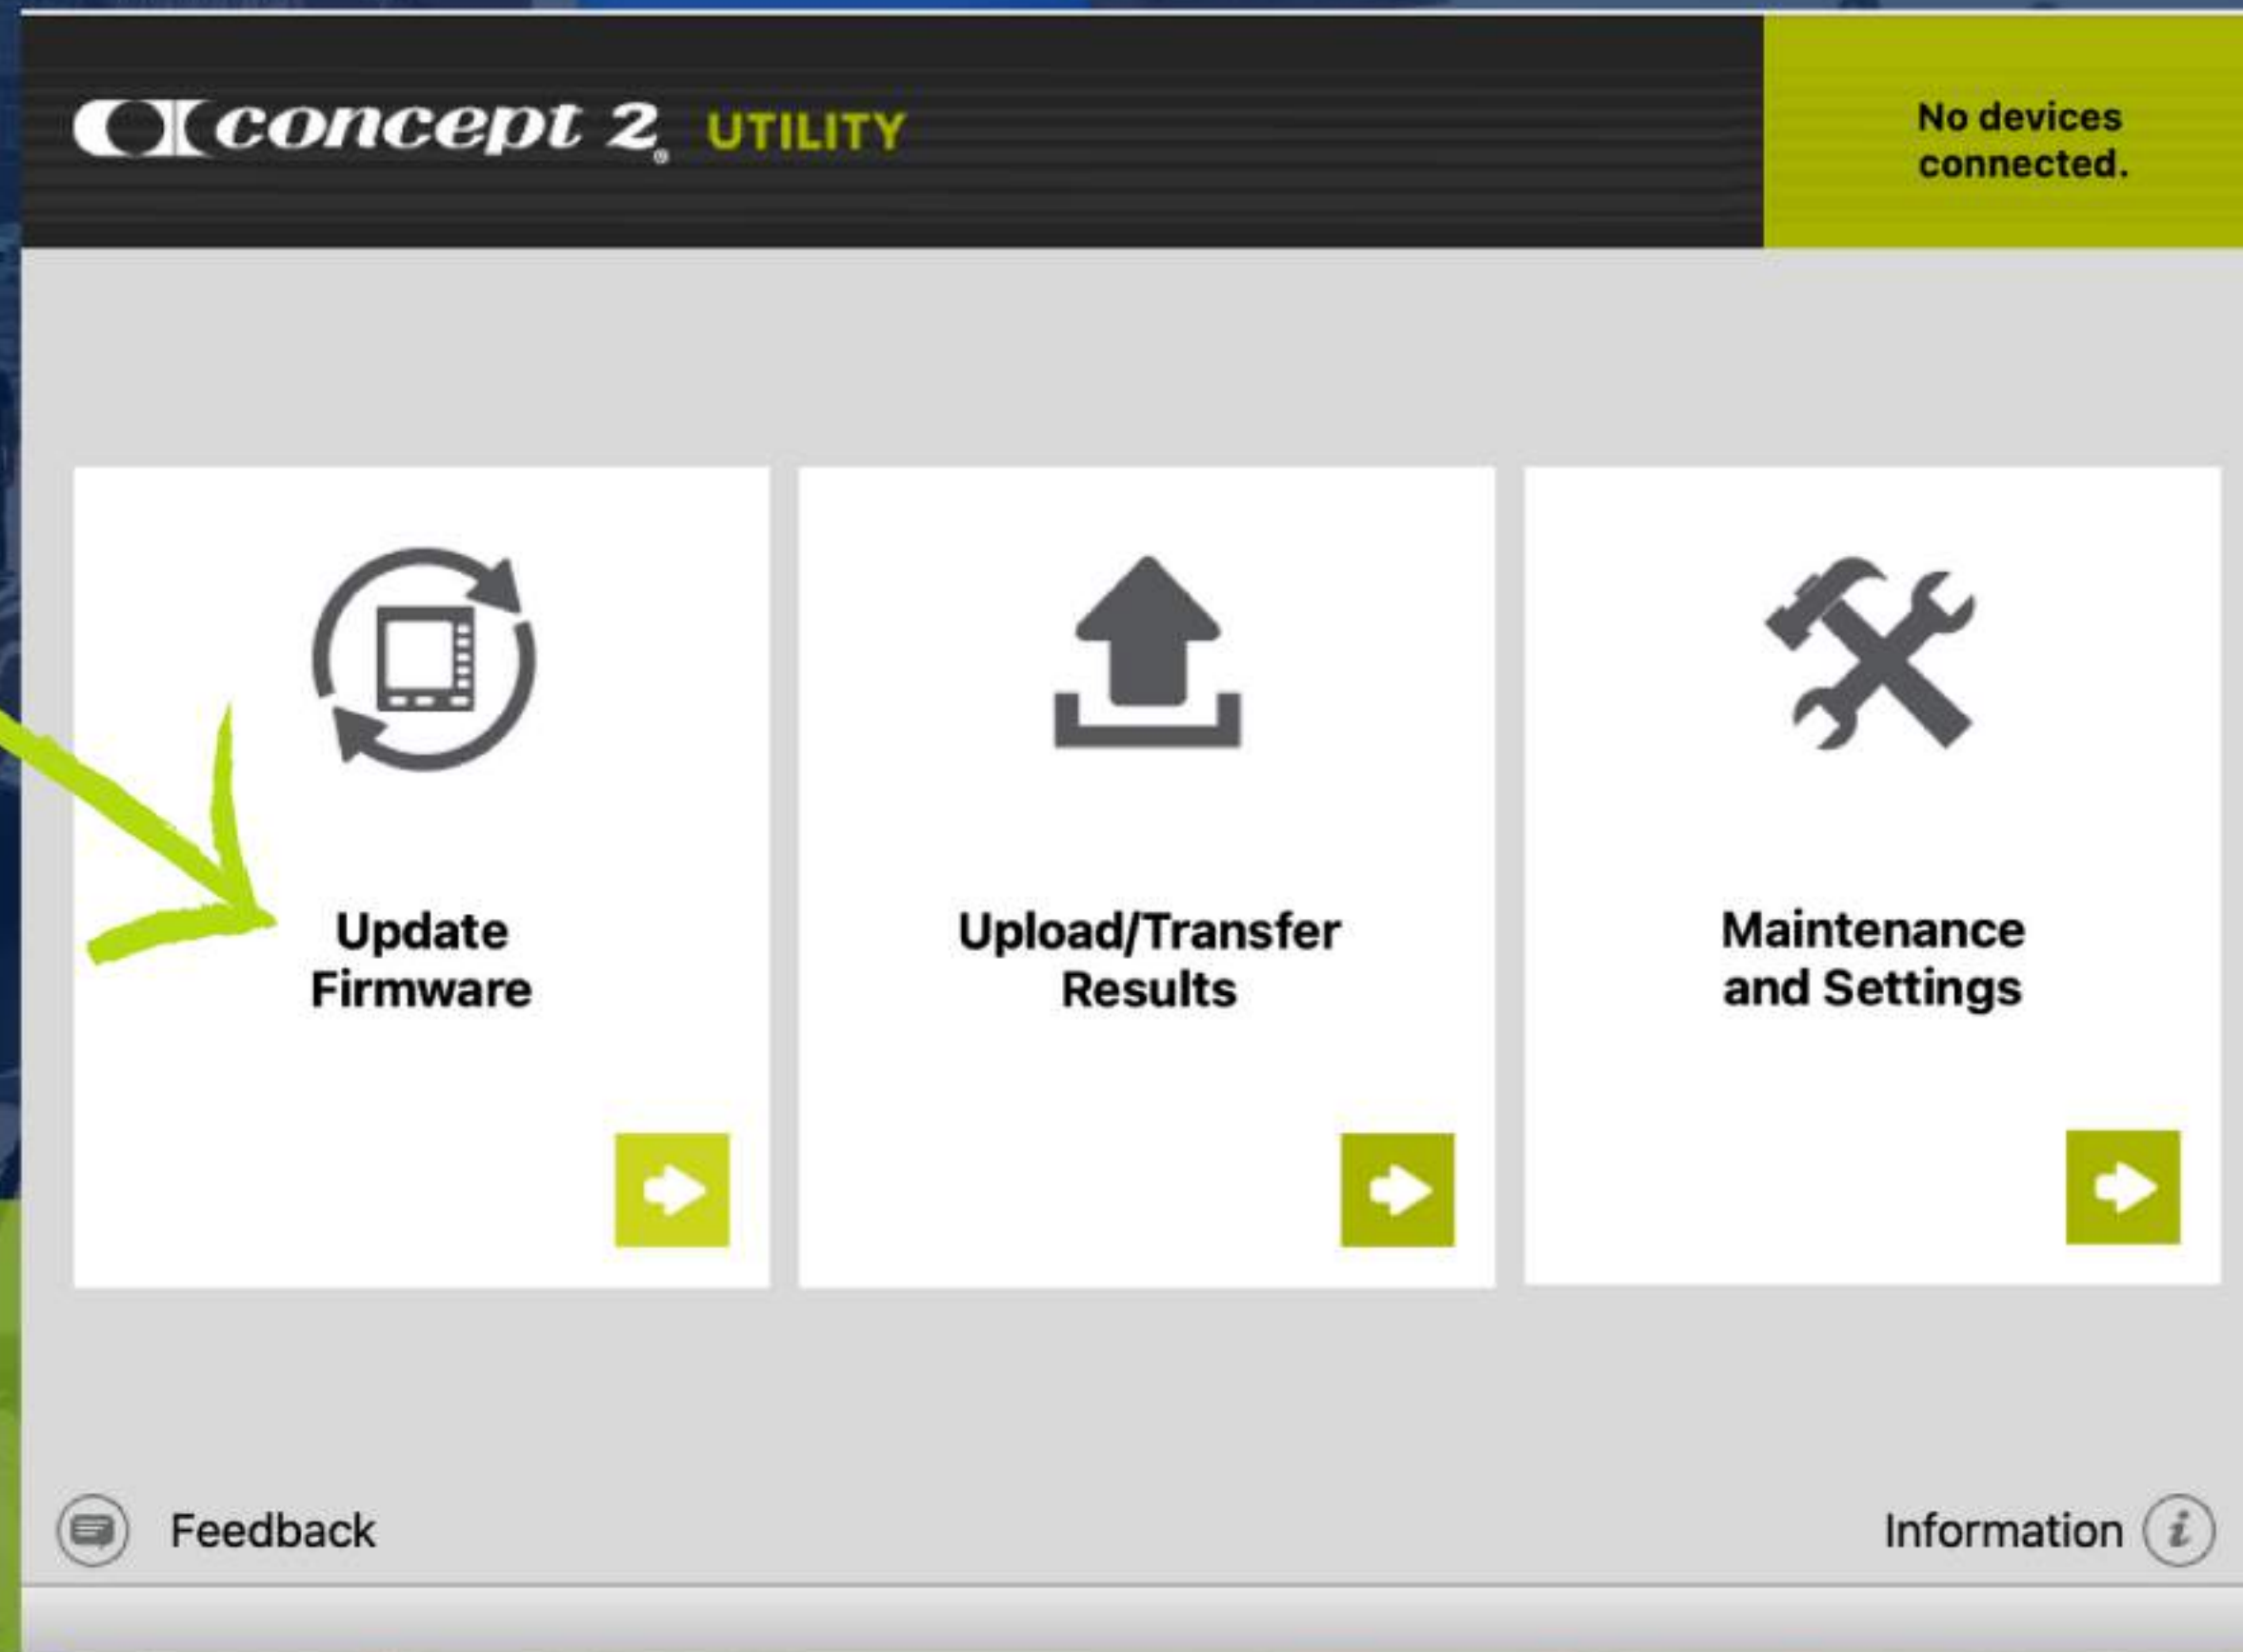 concept 2® UTILITY
No devices
connected.
Update
Firmware
Upload/Transfer
Results
Maintenance
and Settings
Feedback
Information i